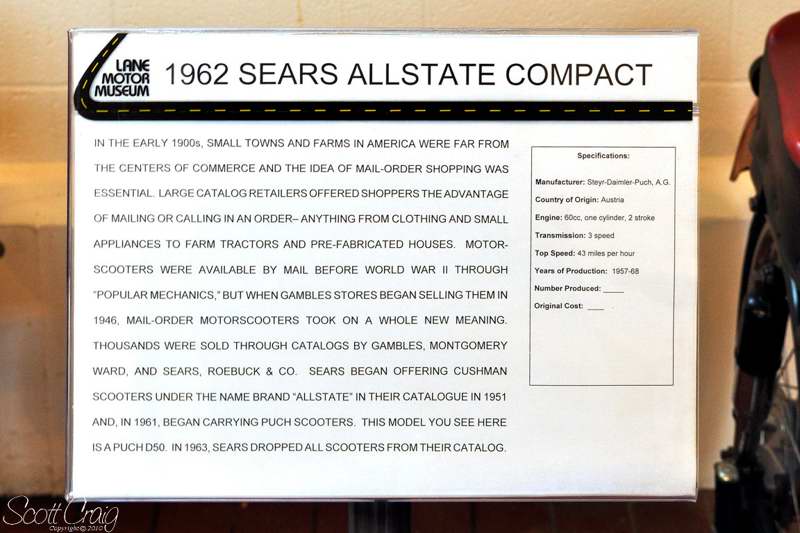 LANE
MOTOR
MUSEUM
1962 SEARS ALLSTATE COMPACT
IN THE EARLY 1900s, SMALL TOWNS AND FARMS IN AMERICA WERE FAR FROM
THE CENTERS OF COMMERCE AND THE IDEA OF MAIL-ORDER SHOPPING WAS
ESSENTIAL. LARGE CATALOG RETAILERS OFFERED SHOPPERS THE ADVANTAGE
OF MAILING OR CALLING IN AN ORDER– ANYTHING FROM CLOTHING AND SMALL
APPLIANCES TO FARM TRACTORS AND PRE-FABRICATED HOUSES. MOTOR-
SCOOTERS WERE AVAILABLE BY MAIL BEFORE WORLD WAR II THROUGH
"POPULAR MECHANICS," BUT WHEN GAMBLES STORES BEGAN SELLING THEM IN
1946, MAIL-ORDER MOTORSCOOTERS TOOK ON A WHOLE NEW MEANING.
THOUSANDS WERE SOLD THROUGH CATALOGS BY GAMBLES, MONTGOMERY
WARD, AND SEARS, ROEBUCK & CO. SEARS BEGAN OFFERING CUSHMAN
SCOOTERS UNDER THE NAME BRAND "ALLSTATE" IN THEIR CATALOGUE IN 1951
AND, IN 1961, BEGAN CARRYING PUCH SCOOTERS. THIS MODEL YOU SEE HERE
IS A PUCH D50. IN 1963, SEARS DROPPED ALL SCOOTERS FROM THEIR CATALOG.
Specifications:
Manufacturer: Steyr-Daimler-Puch, A.G.
Country of Origin: Austria
Engine: 60cc, one cylinder, 2 stroke
Transmission: 3 speed
Top Speed: 43 miles per hour
Years of Production: 1957-68
Number Produced: _____
Original Cost: ____
Scott Craig
Copyright © 2010